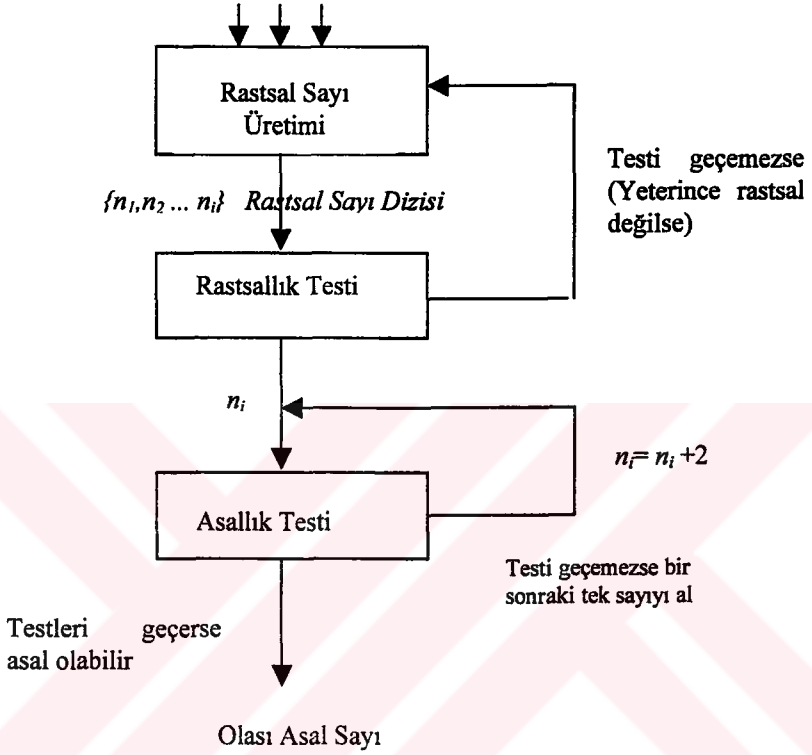 Rastsal Sayı
Üretimi
Testi geçemezse
(Yeterince rastsal
değilse)
{n1,n2 ... ni} Rastsal Sayı Dizisi
Rastsallık Testi
ni
ni= ni +2
Asallık Testi
Testi geçemezse bir
sonraki tek sayıyı al
Testleri geçerse
asal olabilir
Olası Asal Sayı